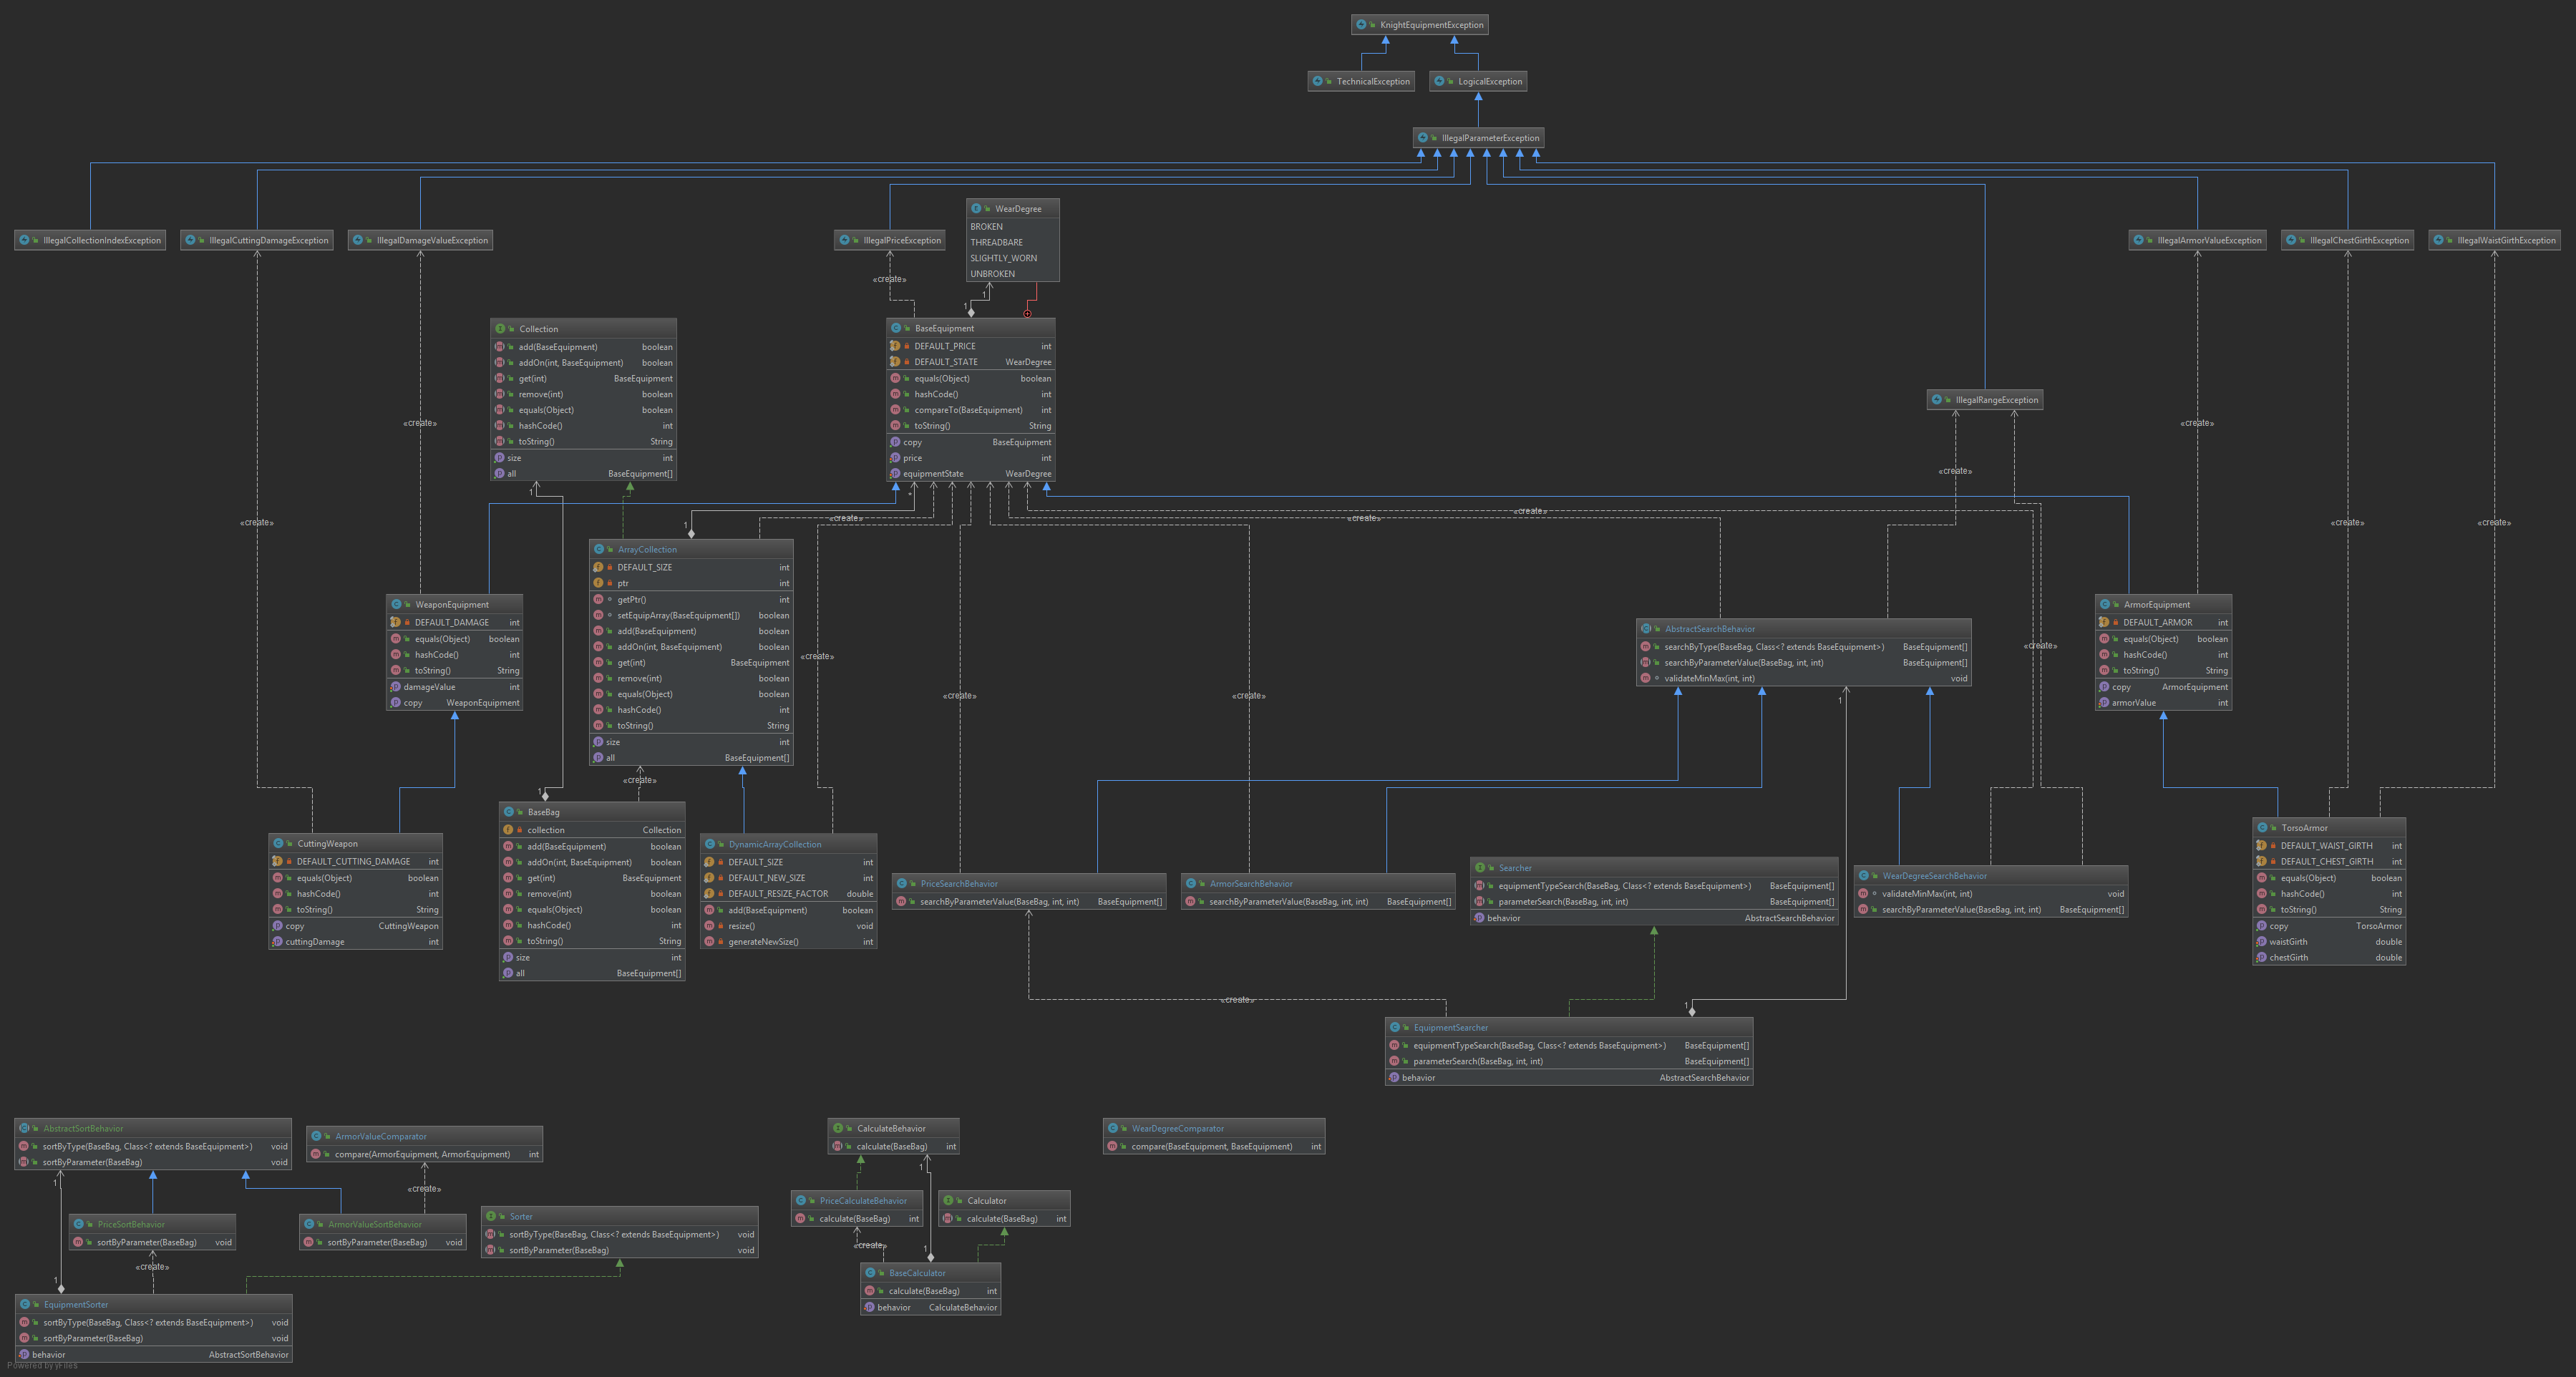 KnightEquipmentException
TechnicalException
LogicalException
IllegalParameterException
IllegalCollectionIndexException
IllegalCuttingDamageException
IllegalDamageValueException
IllegalPriceException
WearDegree
BROKEN
THREADBARE
SLIGHTLY_WORN
UNBROKEN
IllegalArmorValueException
IllegalChestGirthException
IllegalWaistGirthException
«create»
1
1
Collection
add(BaseEquipment) boolean
addOn(int, BaseEquipment) boolean
get(int) BaseEquipment
remove(int) boolean
equals(Object) boolean
hashCode() int
toString() String
size int
all BaseEquipment[]
BaseEquipment
DEFAULT_PRICE int
DEFAULT_STATE WearDegree
equals(Object) boolean
hashCode() int
compareTo(BaseEquipment) int
toString() String
copy BaseEquipment
price int
equipmentState WearDegree
IllegalRangeException
«create»
«create»
«create»
1
*
1
«create»
«create»
«create»
«create»
«create»
«create»
ArrayCollection
DEFAULT_SIZE int
ptr int
getPtr() int
setEquipArray(BaseEquipment[]) boolean
add(BaseEquipment) boolean
addOn(int, BaseEquipment) boolean
get(int) BaseEquipment
remove(int) boolean
equals(Object) boolean
hashCode() int
toString() String
size int
all BaseEquipment[]
WeaponEquipment
DEFAULT_DAMAGE int
equals(Object) boolean
hashCode() int
toString() String
damageValue int
copy WeaponEquipment
AbstractSearchBehavior
searchByType(BaseBag, Class<? extends BaseEquipment>) BaseEquipment[]
searchByParameterValue(BaseBag, int, int) BaseEquipment[]
validateMinMax(int, int) void
ArmorEquipment
DEFAULT_ARMOR int
equals(Object) boolean
hashCode() int
toString() String
copy ArmorEquipment
armorValue int
«create»
«create»
«create»
«create»
1
«create»
1
BaseBag
collection Collection
add(BaseEquipment) boolean
addOn(int, BaseEquipment) boolean
get(int) BaseEquipment
remove(int) boolean
equals(Object) boolean
hashCode() int
toString() String
size int
all BaseEquipment[]
CuttingWeapon
DEFAULT_CUTTING_DAMAGE int
equals(Object) boolean
hashCode() int
toString() String
copy CuttingWeapon
cuttingDamage int
DynamicArrayCollection
DEFAULT_SIZE int
DEFAULT_NEW_SIZE int
DEFAULT_RESIZE_FACTOR double
add(BaseEquipment) boolean
resize() void
generateNewSize() int
PriceSearchBehavior
searchByParameterValue(BaseBag, int, int) BaseEquipment[]
ArmorSearchBehavior
searchByParameterValue(BaseBag, int, int) BaseEquipment[]
Searcher
equipmentTypeSearch(BaseBag, Class<? extends BaseEquipment>) BaseEquipment[]
parameterSearch(BaseBag, int, int) BaseEquipment[]
behavior AbstractSearchBehavior
WearDegreeSearchBehavior
validateMinMax(int, int) void
searchByParameterValue(BaseBag, int, int) BaseEquipment[]
TorsoArmor
DEFAULT_WAIST_GIRTH int
DEFAULT_CHEST_GIRTH int
equals(Object) boolean
hashCode() int
toString() String
copy TorsoArmor
waistGirth double
chestGirth double
«create»
1
EquipmentSearcher
equipmentTypeSearch(BaseBag, Class<? extends BaseEquipment>) BaseEquipment[]
parameterSearch(BaseBag, int, int) BaseEquipment[]
behavior AbstractSearchBehavior
AbstractSortBehavior
sortByType(BaseBag, Class<? extends BaseEquipment>) void
sortByParameter(BaseBag) void
ArmorValueComparator
compare(ArmorEquipment, ArmorEquipment) int
CalculateBehavior
calculate(BaseBag) int
WearDegreeComparator
compare(BaseEquipment, BaseEquipment) int
1
«create»
1
PriceSortBehavior
sortByParameter(BaseBag) void
ArmorValueSortBehavior
sortByParameter(BaseBag) void
Sorter
sortByType(BaseBag, Class<? extends BaseEquipment>) void
sortByParameter(BaseBag) void
PriceCalculateBehavior
calculate(BaseBag) int
Calculator
calculate(BaseBag) int
«create»
1
«create»
1
EquipmentSorter
sortByType(BaseBag, Class<? extends BaseEquipment>) void
sortByParameter(BaseBag) void
behavior AbstractSortBehavior
BaseCalculator
calculate(BaseBag) int
behavior CalculateBehavior
Powered by yFiles